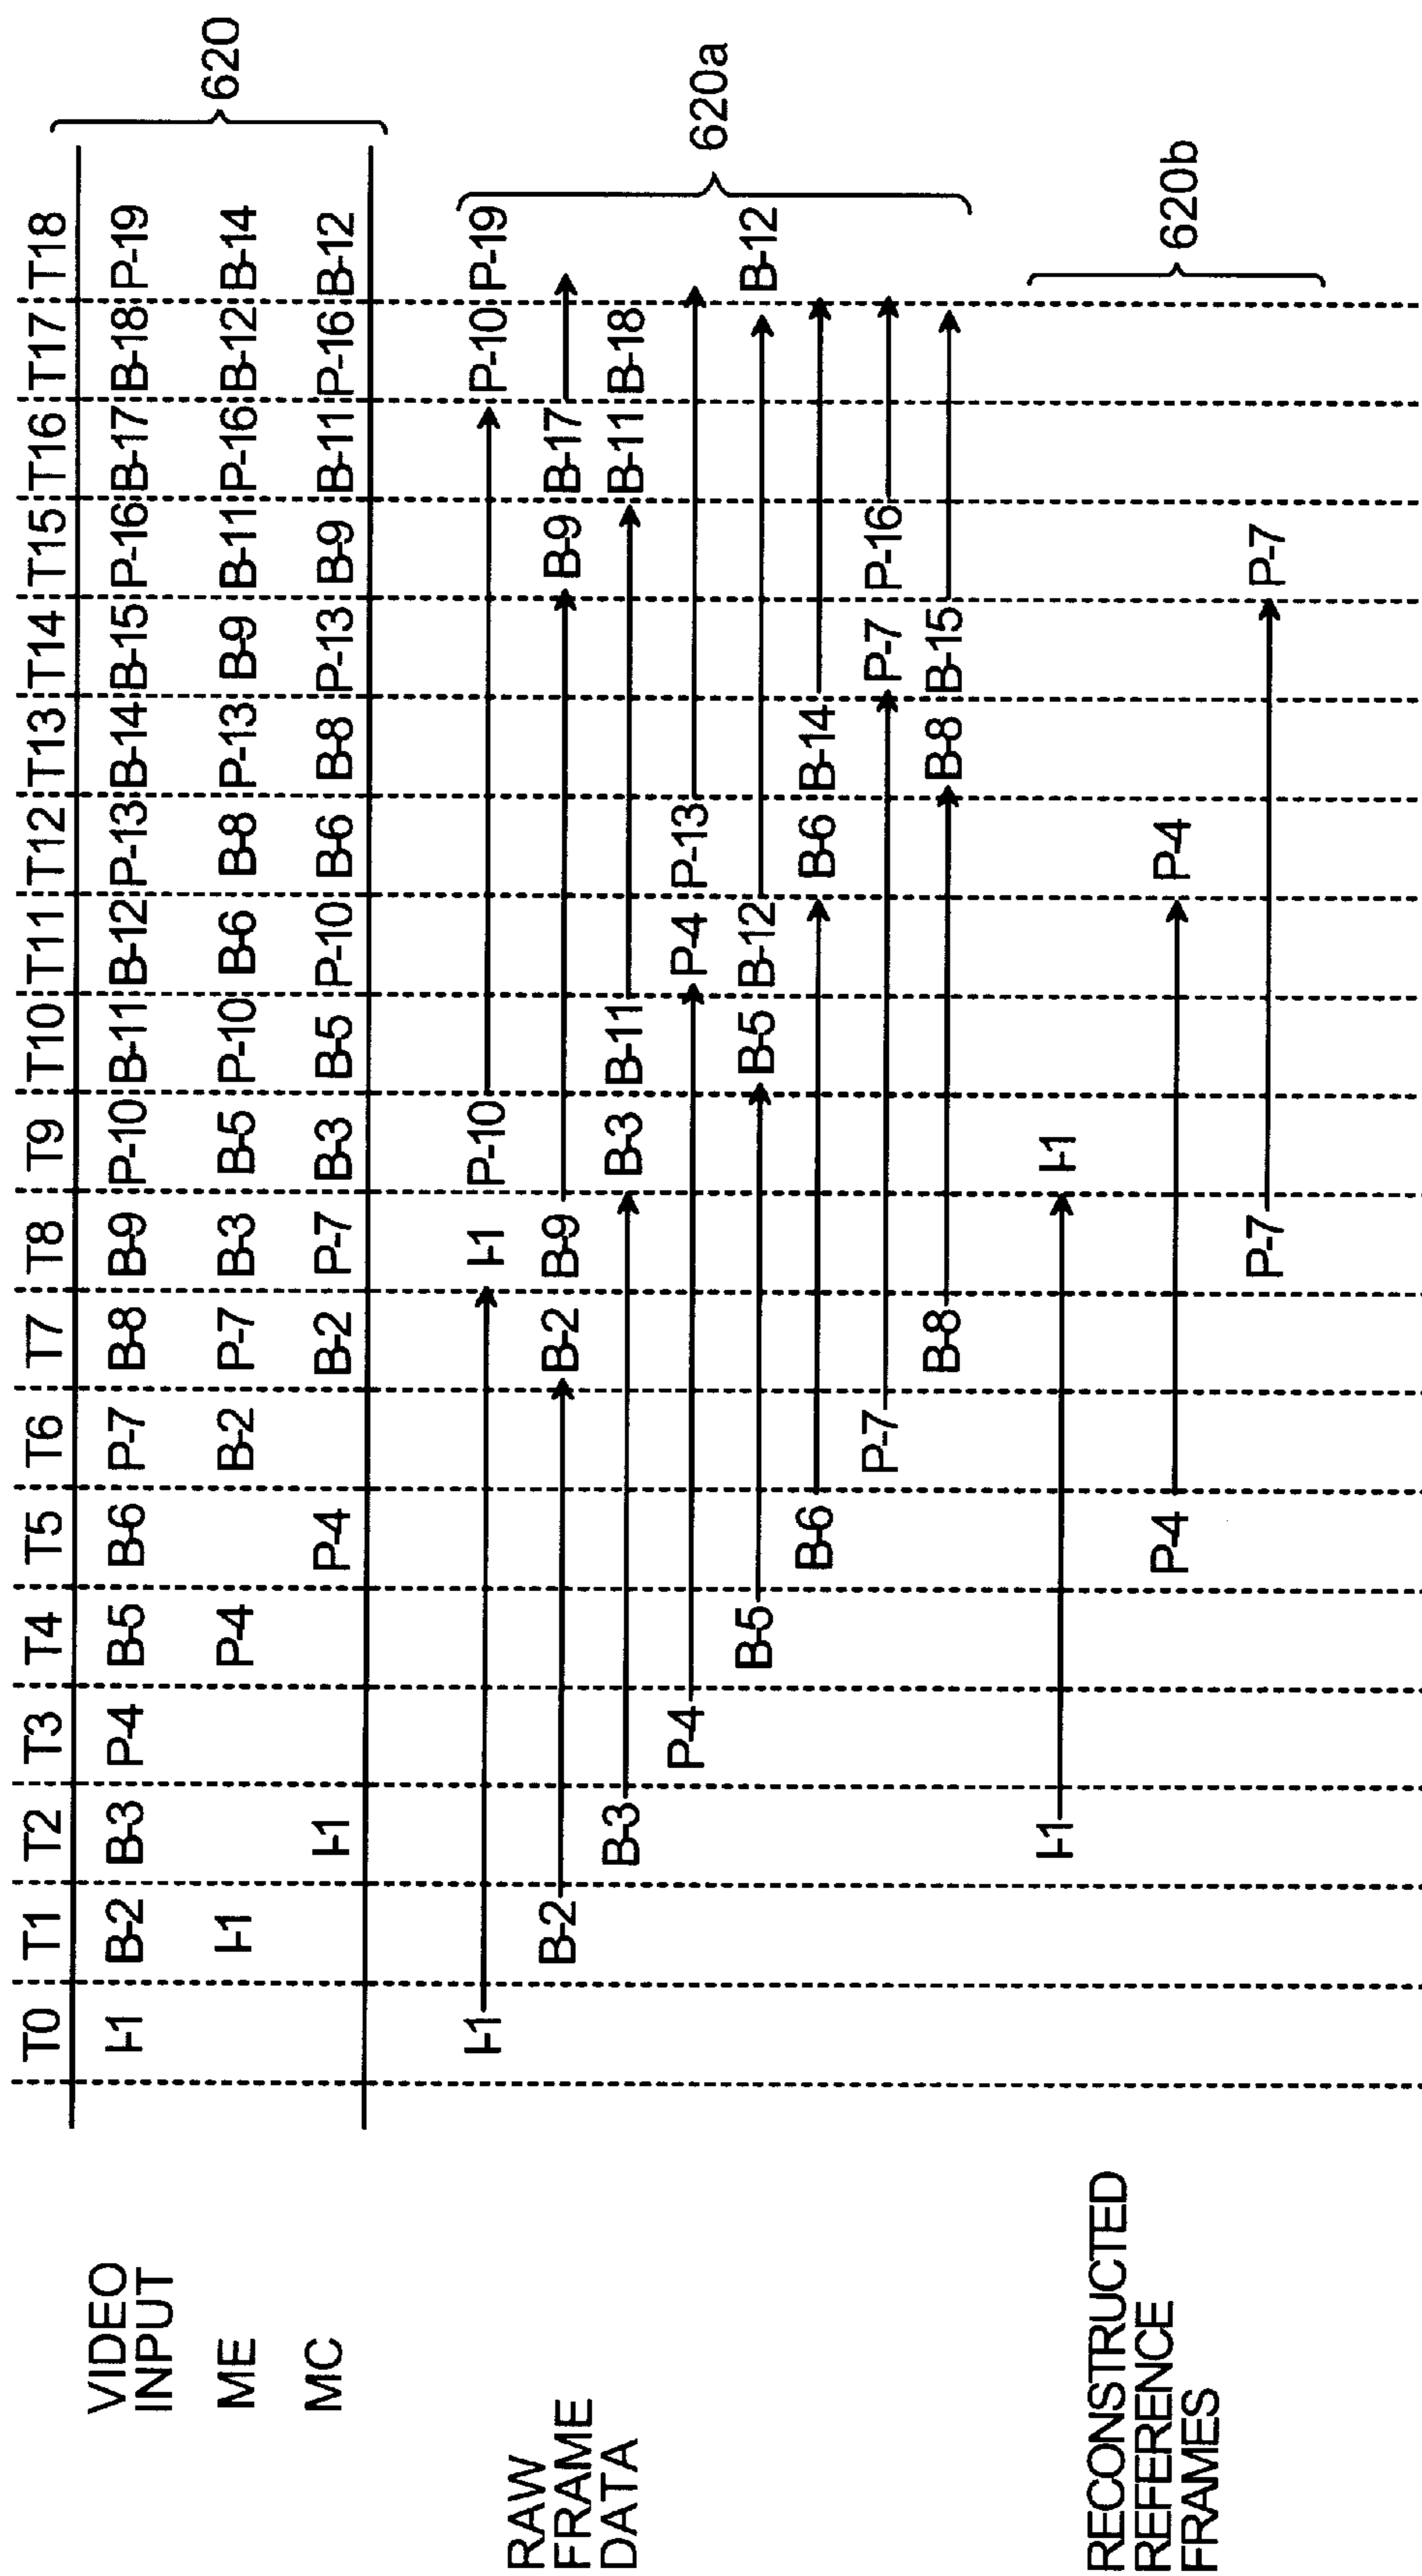 T0 T1 T2 T3 T4 T5 T6 T7 T8 T9 T10 T11 T12 T13 T14 T15 T16 T17 T18
VIDEO INPUT I-1 B-2 B-3 P-4 B-5 B-6 P-7 B-8 B-9 P-10 B-11 B-12 P-13 B-14 B-15 P-16 B-17 B-18 P-19
ME I-1 P-4 B-2 P-7 B-3 B-5 P-10 B-6 B-8 P-13 B-9 B-11 P-16 B-12 B-14
MC I-1 P-4 B-2 P-7 B-3 B-5 P-10 B-6 B-8 P-13 B-9 B-11 P-16 B-12
620
RAW
FRAME
DATA
I-1 I-1 P-10 P-10 P-19
B-2 B-2 B-9 B-9 B-17
B-3 B-3 B-11 B-11 B-18
P-4 P-4 P-13
B-5 B-5 B-12 B-12
B-6 B-6 B-14
P-7 P-7 P-16
B-8 B-8 B-15
620a
RECONSTRUCTED
REFERENCE
FRAMES
I-1 I-1
P-4 P-4
P-7 P-7
620b